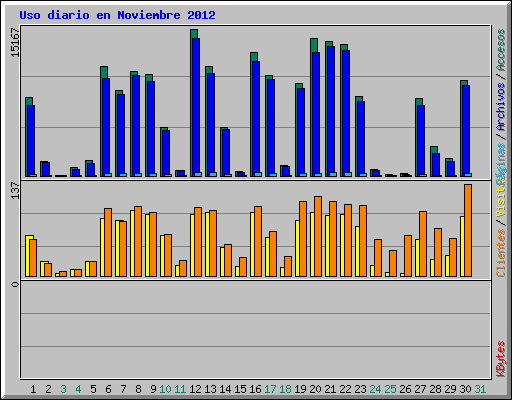 Uso diario en Noviembre 2012
15167
137
0
Clientes / Visitas
Páginas / Archivos / Accesos
KBytes
1 2 3 4 5 6 7 8 9 10 11 12 13 14 15 16 17 18 19 20 21 22 23 24 25 26 27 28 29 30 31